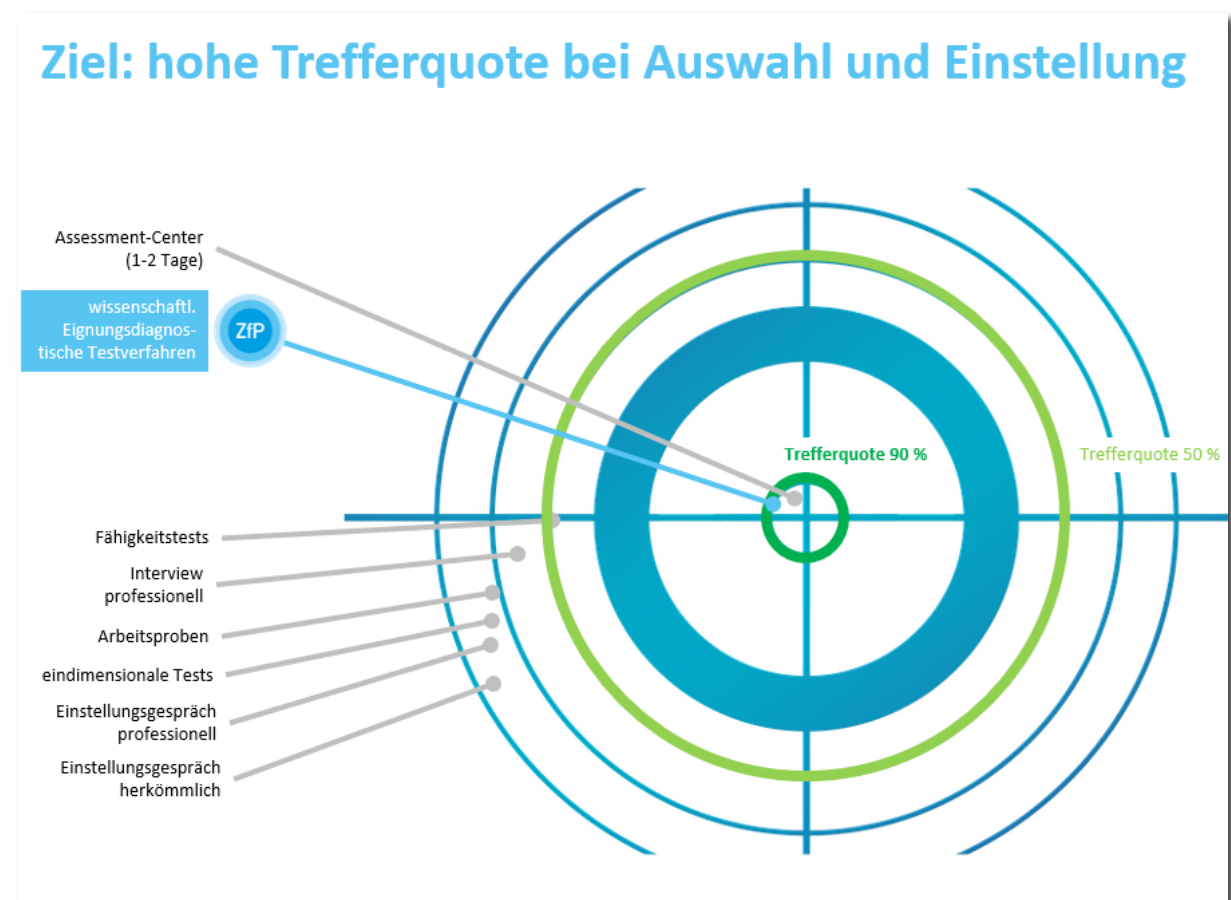 Ziel: hohe Trefferquote bei Auswahl und Einstellung
Assessment-Center
(1-2 Tage)
wissenschaftl.
Eignungsdiagnos-
tische Testverfahren
ZfP
Trefferquote 90 %
Trefferquote 50 %
Fähigkeitstests
Interview
professionell
Arbeitsproben
eindimensionale Tests
Einstellungsgespräch
professionell
Einstellungsgespräch
herkömmlich